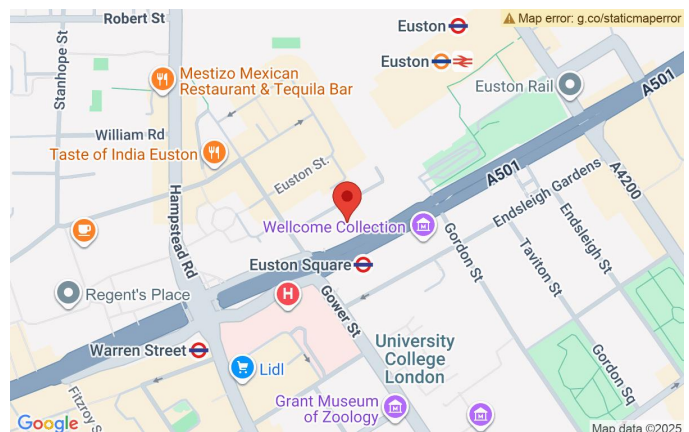 Robert St
Euston
Map error: g.co/staticmaperror
Stanhope St
Euston
Mestizo Mexican
Restaurant & Tequila Bar
Euston Rail
A501
William Rd
Taste of India Euston
Euston St.
A501
A4200
Hampstead Rd
Endsleigh Gardens
Endsleigh St
Wellcome Collection
Gordon St
Taviton St
Euston Square
Regent's Place
H
Gower St
Warren Street
University
College
London
Lidl
Gordon Sq
Fitzroy St
Grant Museum
of Zoology
Google
Map data ©2025